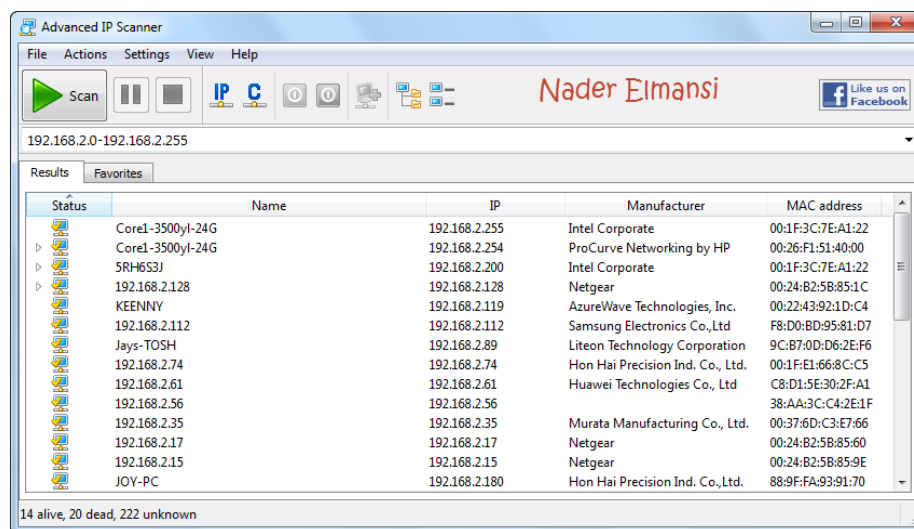 Advanced IP Scanner
File Actions Settings View Help
Scan IP C Nader Elmansi f Like us on
Facebook
192.168.2.0-192.168.2.255
Results Favorites
Status Name IP Manufacturer MAC address
Core1-3500yl-24G 192.168.2.255 Intel Corporate 00:1F:3C:7E:A1:22
Core1-3500yl-24G 192.168.2.254 ProCurve Networking by HP 00:26:F1:51:40:00
5RH6S3J 192.168.2.200 Intel Corporate 00:1F:3C:7E:A1:22
192.168.2.128 192.168.2.128 Netgear 00:24:B2:5B:85:1C
KEENNY 192.168.2.119 AzureWave Technologies, Inc. 00:22:43:92:1D:C4
192.168.2.112 192.168.2.112 Samsung Electronics Co.,Ltd F8:D0:BD:95:81:D7
Jays-TOSH 192.168.2.89 Liteon Technology Corporation 9C:B7:0D:D6:2E:F6
192.168.2.74 192.168.2.74 Hon Hai Precision Ind. Co., Ltd. 00:1F:E1:66:8C:C5
192.168.2.61 192.168.2.61 Huawei Technologies Co., Ltd C8:D1:5E:30:2F:A1
192.168.2.56 192.168.2.56 38:AA:3C:C4:2E:1F
192.168.2.35 192.168.2.35 Murata Manufacturing Co., Ltd. 00:37:6D:C3:E7:66
192.168.2.17 192.168.2.17 Netgear 00:24:B2:5B:85:60
192.168.2.15 192.168.2.15 Netgear 00:24:B2:5B:85:9E
JOY-PC 192.168.2.180 Hon Hai Precision Ind. Co.,Ltd. 88:9F:FA:93:91:70
14 alive, 20 dead, 222 unknown